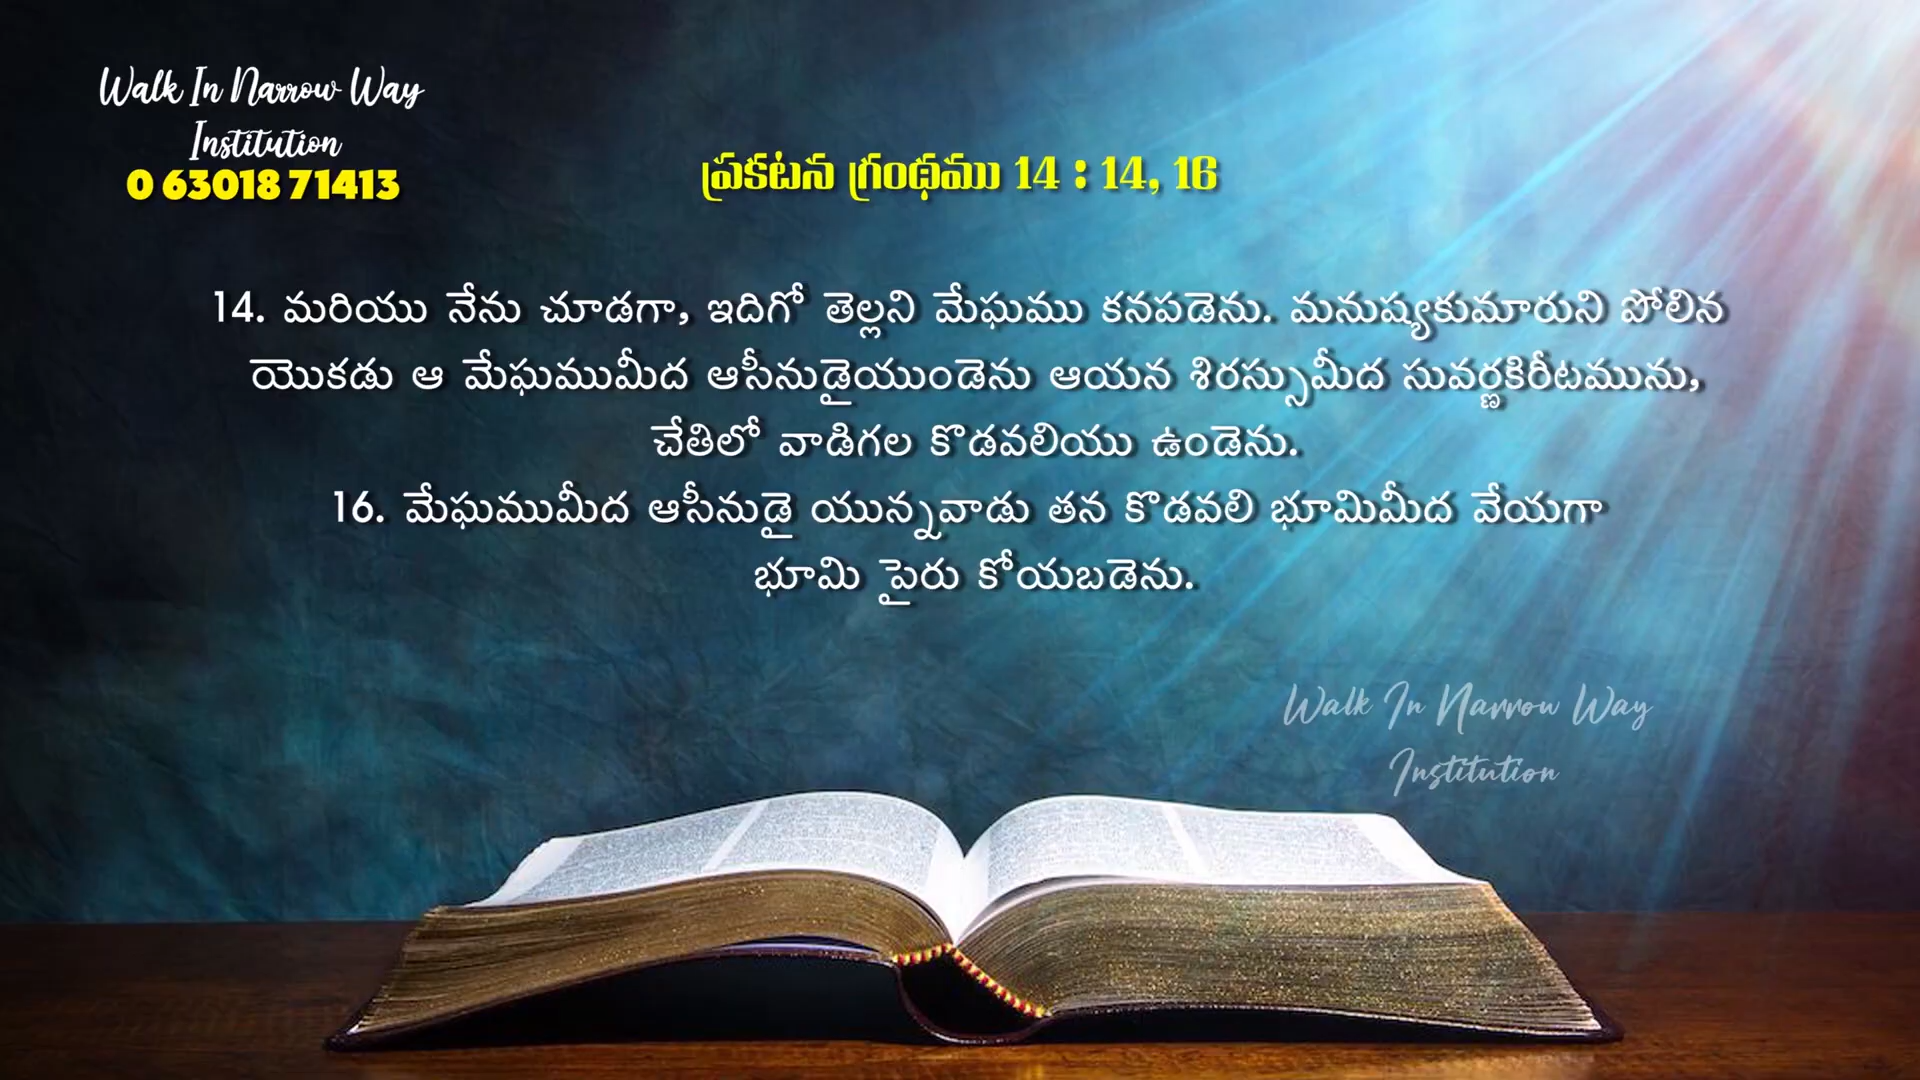 Walk In Narrow Way
Institution
0 63018 71413
ప్రకటన గ్రంథము 14 : 14, 16
14. మరియు నేను చూడగా, ఇదిగో తెల్లని మేఘము కనపడెను. మనుష్యకుమారుని పోలిన
యొకడు ఆ మేఘముమీద ఆసీనుడైయుండెను ఆయన శిరస్సుమీద సువర్ణకిరీటమును,
చేతిలో వాడిగల కొడవలియు ఉండెను.
16. మేఘముమీద ఆసీనుడై యున్నవాడు తన కొడవలి భూమిమీద వేయగా
భూమి పైరు కోయబడెను.
Walk In Narrow Way
Institution